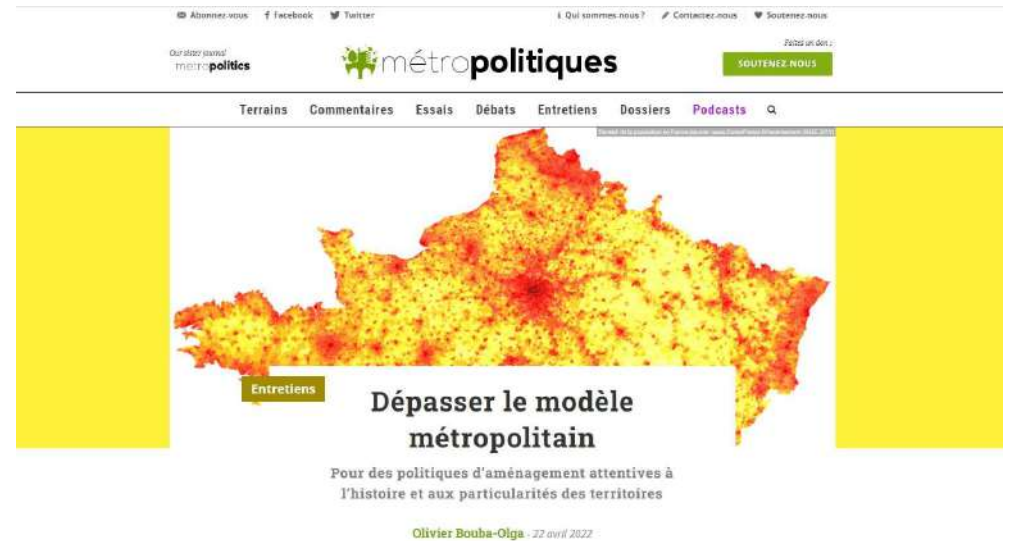 Abonnez-vous facebook Twitter Qui sommes-nous ? Contactez-nous Soutenez-nous
Our sister journal
metropolitics
métropolitiques
Faites un don :
SOUTENEZ-NOUS
Terrains Commentaires Essais Débats Entretiens Dossiers Podcasts
Entretiens
Dépasser le modèle
métropolitain
Pour des politiques d'aménagement attentives à
l'histoire et aux particularités des territoires
Olivier Bouba-Olga - 22 avril 2022